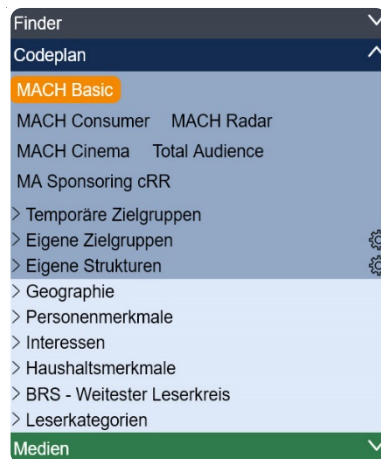 Finder
Codeplan
MACH Basic
MACH Consumer MACH Radar
MACH Cinema Total Audience
MA Sponsoring cRR
> Temporäre Zielgruppen
> Eigene Zielgruppen
> Eigene Strukturen
> Geographie
> Personenmerkmale
> Interessen
> Haushaltsmerkmale
> BRS - Weitester Leserkreis
> Leserkategorien
Medien